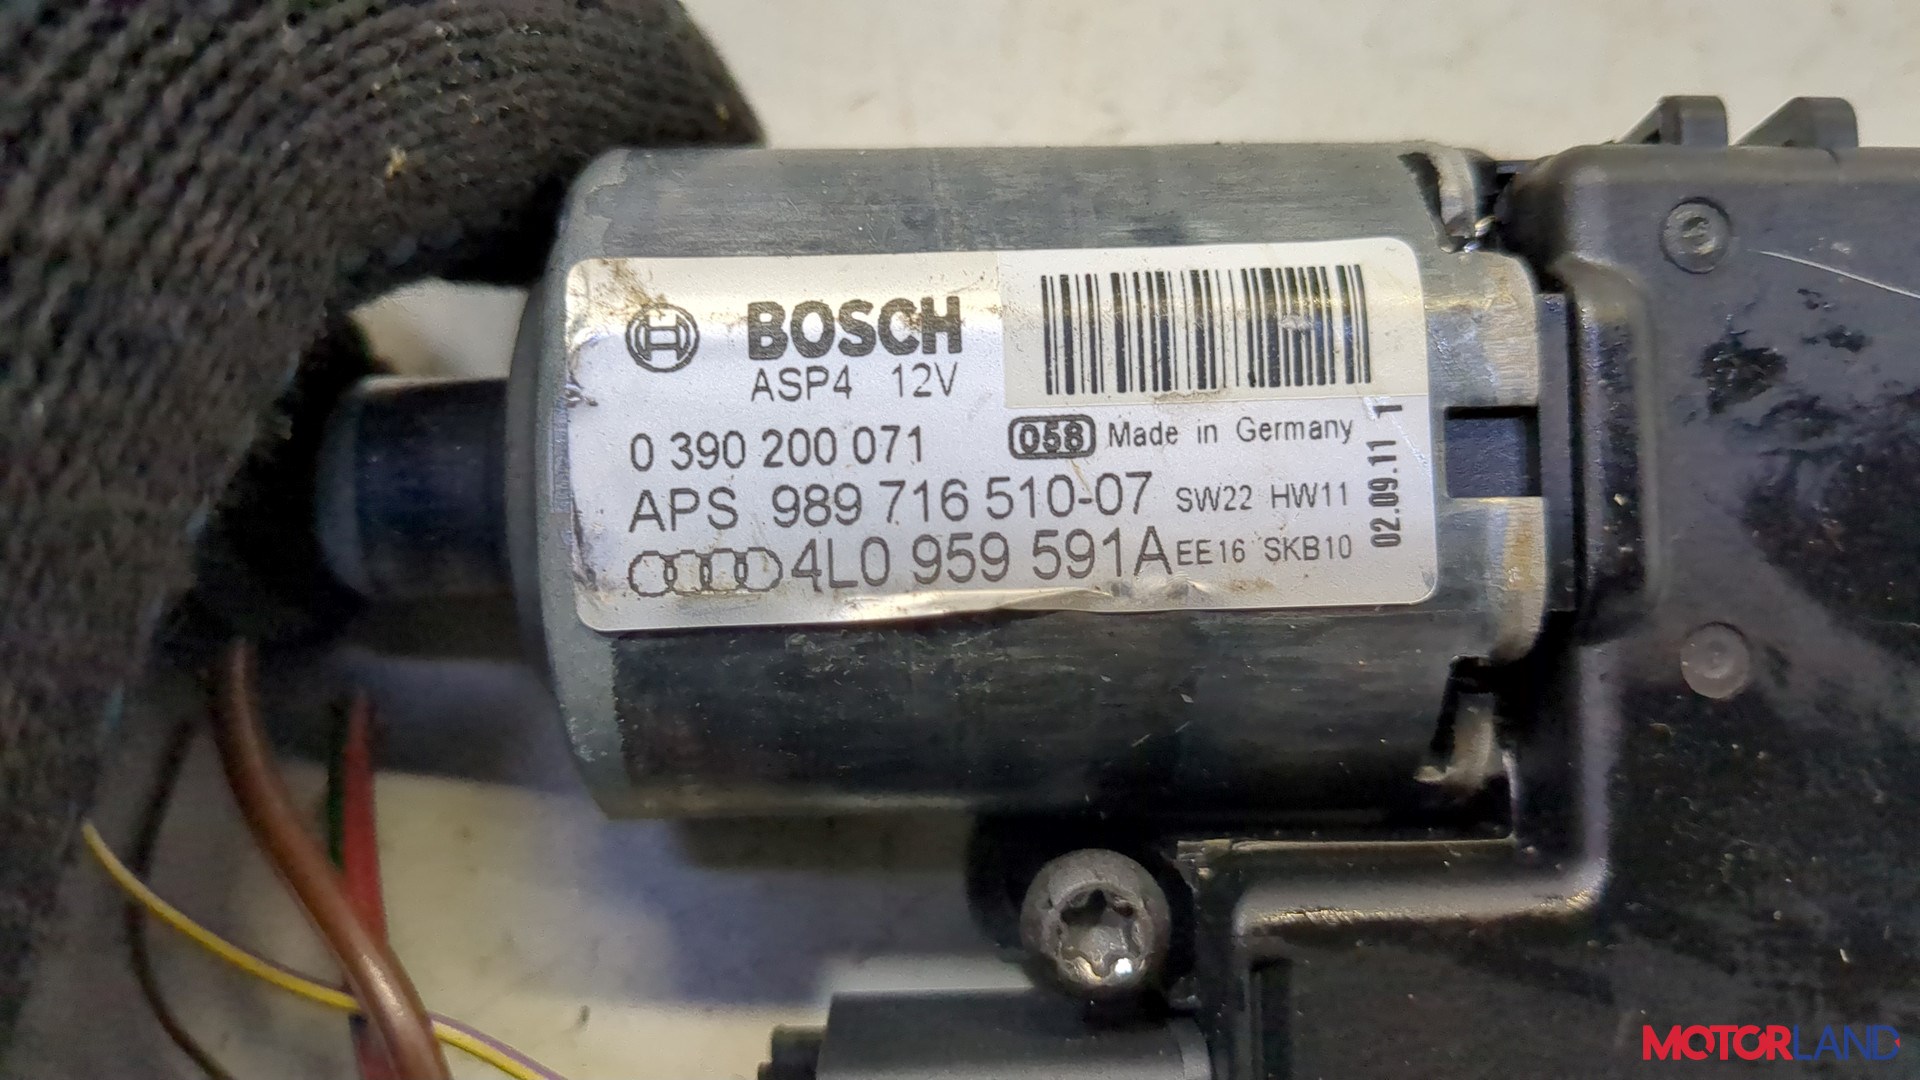 BOSCH
ASP4 12V
0 390 200 071
058 Made in Germany
APS 989 716 510-07 SW22 HW11
4L0 959 591A EE16 SKB10
02.09.11 1
MOTORLAND